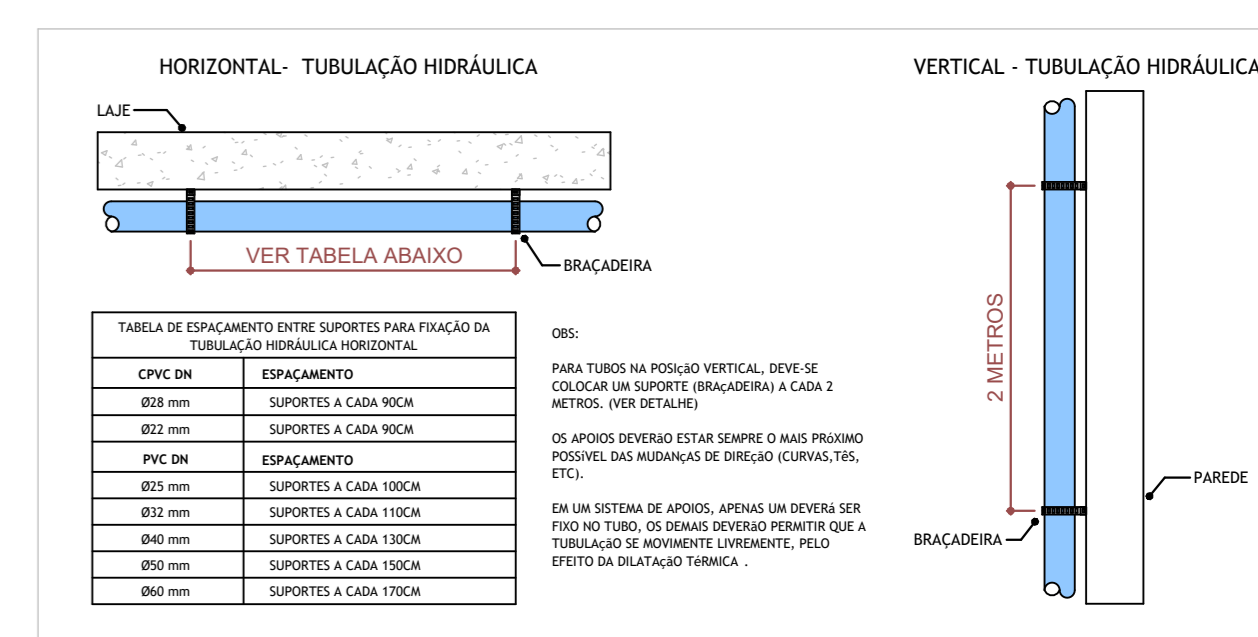 HORIZONTAL- TUBULAÇÃO HIDRÁULICA
LAJE
VER TABELA ABAIXO
BRAÇADEIRA
TABELA DE ESPAÇAMENTO ENTRE SUPORTES PARA FIXAÇÃO DA
TUBULAÇÃO HIDRÁULICA HORIZONTAL
CPVC DN ESPAÇAMENTO
Ø28 mm SUPORTES A CADA 90CM
Ø22 mm SUPORTES A CADA 90CM
PVC DN ESPAÇAMENTO
Ø25 mm SUPORTES A CADA 100CM
Ø32 mm SUPORTES A CADA 110CM
Ø40 mm SUPORTES A CADA 130CM
Ø50 mm SUPORTES A CADA 150CM
Ø60 mm SUPORTES A CADA 170CM
OBS:
PARA TUBOS NA POSIçãO VERTICAL, DEVE-SE
COLOCAR UM SUPORTE (BRAçADEIRA) A CADA 2
METROS. (VER DETALHE)
OS APOIOS DEVERãO ESTAR SEMPRE O MAIS PRóXIMO
POSSíVEL DAS MUDANçAS DE DIREçãO (CURVAS,TêS,
ETC).
EM UM SISTEMA DE APOIOS, APENAS UM DEVERá SER
FIXO NO TUBO, OS DEMAIS DEVERãO PERMITIR QUE A
TUBULAçãO SE MOVIMENTE LIVREMENTE, PELO
EFEITO DA DILATAçãO TéRMICA .
VERTICAL - TUBULAÇÃO HIDRÁULICA
2 METROS
PAREDE
BRAÇADEIRA